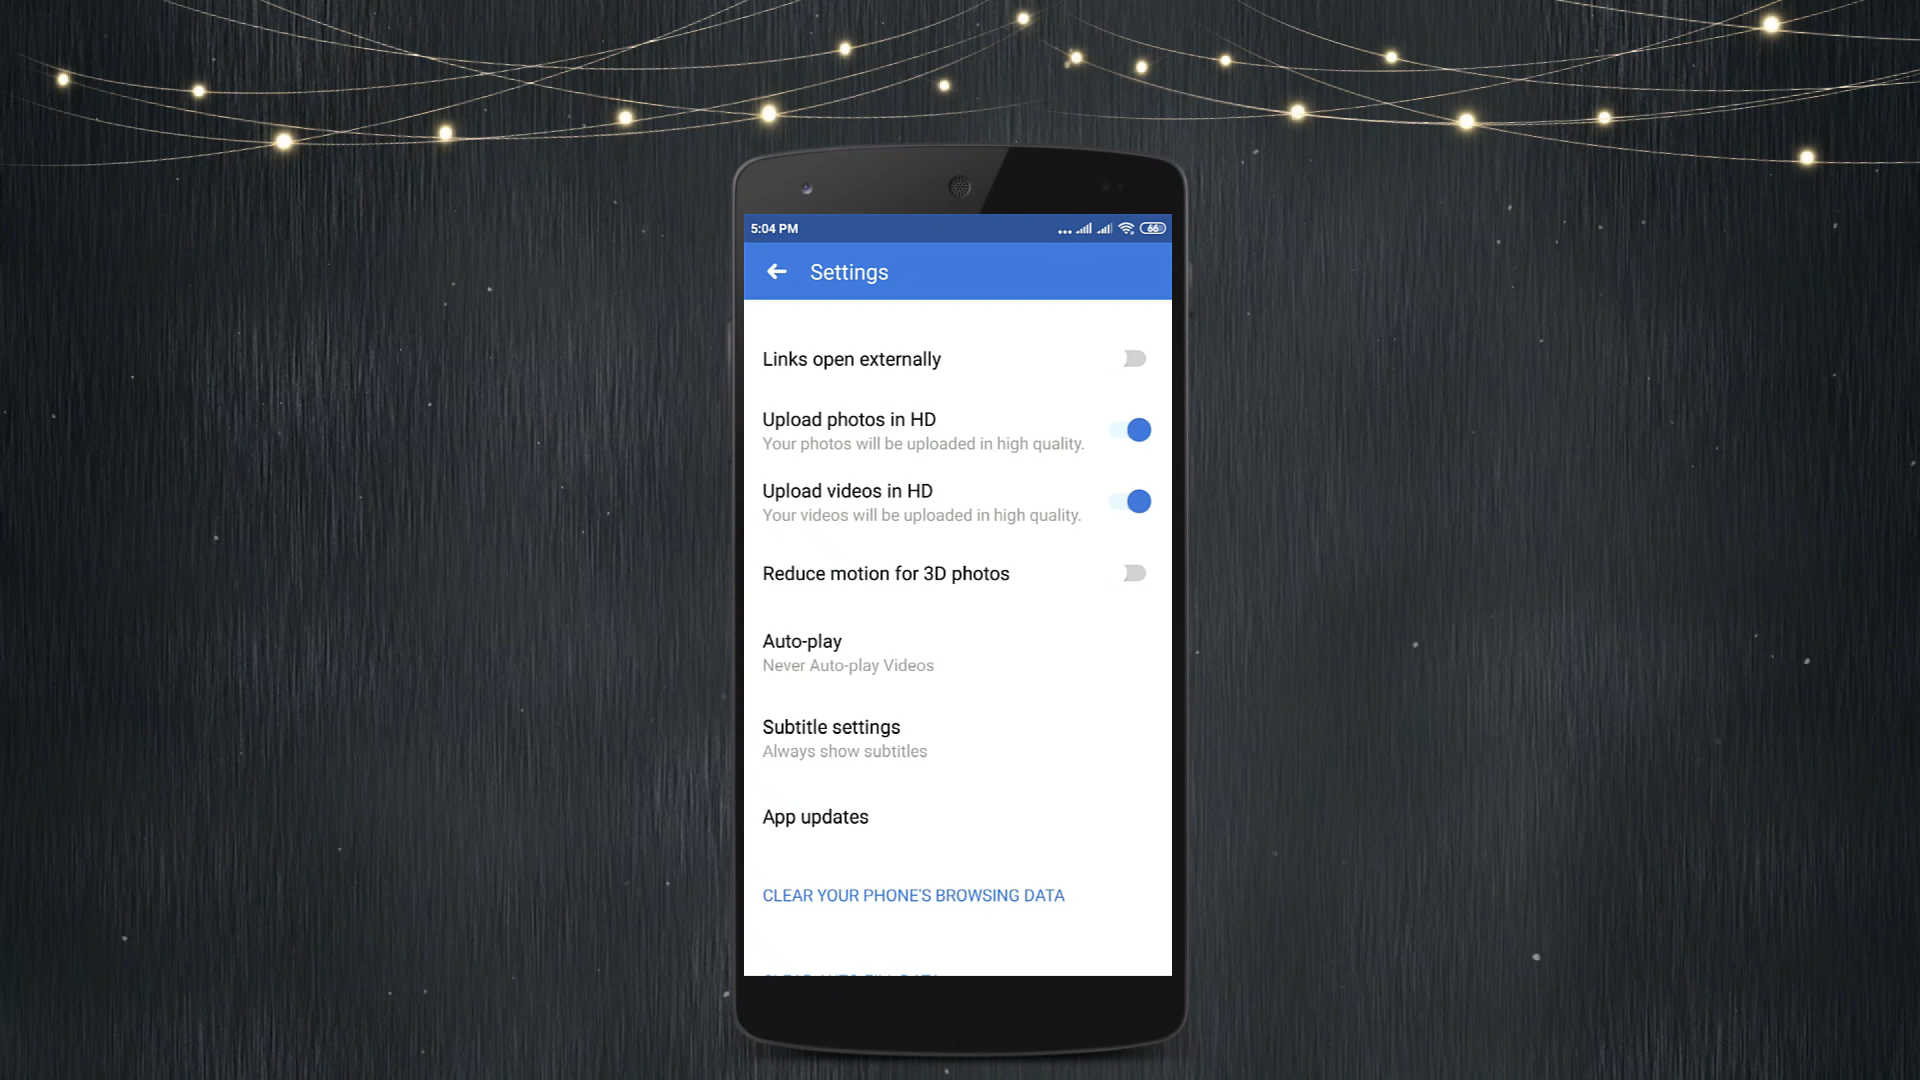 5:04 PM
66
Settings
Links open externally
Upload photos in HD
Your photos will be uploaded in high quality.
Upload videos in HD
Your videos will be uploaded in high quality.
Reduce motion for 3D photos
Auto-play
Never Auto-play Videos
Subtitle settings
Always show subtitles
App updates
CLEAR YOUR PHONE'S BROWSING DATA